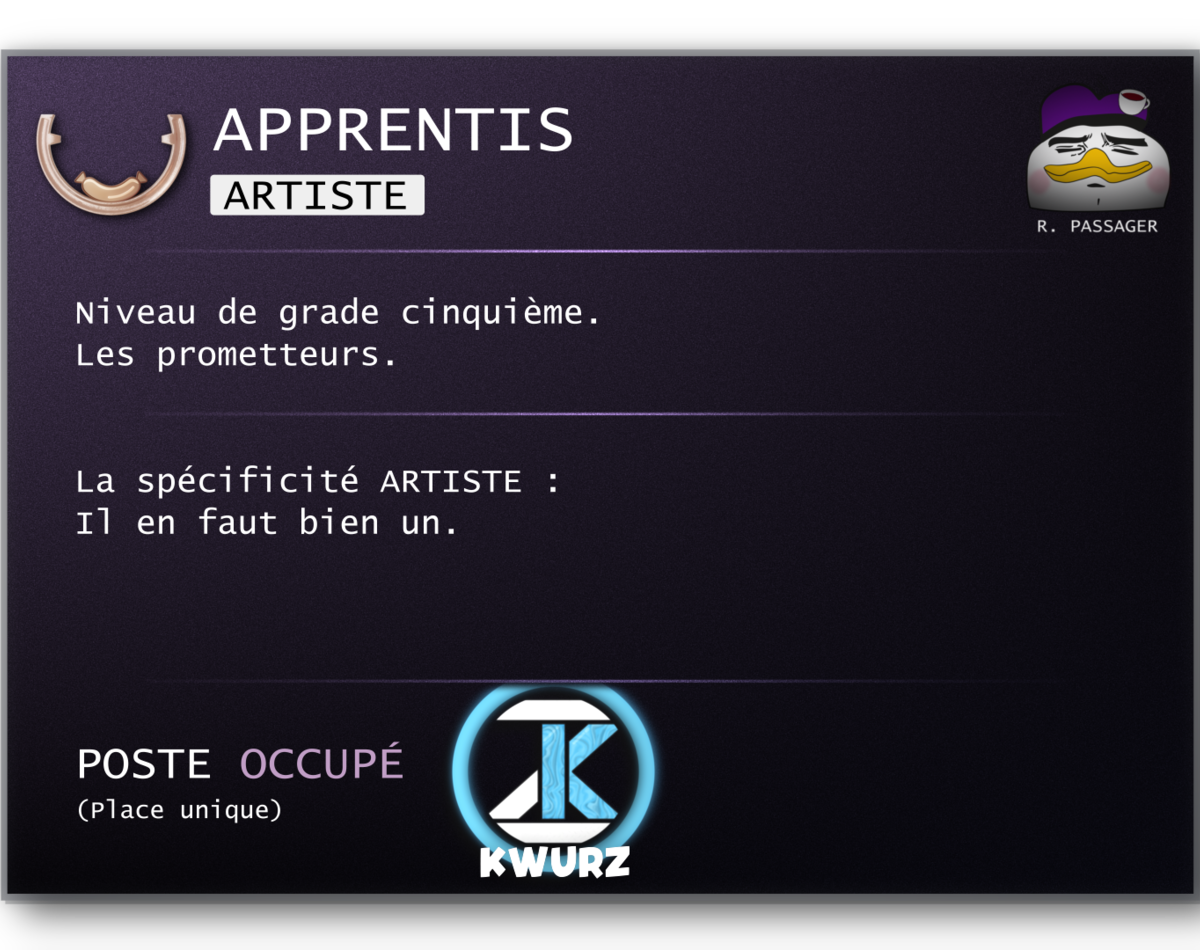 APPRENTIS
ARTISTE
R. PASSAGER
Niveau de grade cinquième.
Les prometteurs.
La spécificité ARTISTE :
Il en faut bien un.
POSTE OCCUPÉ
(Place unique)
K
KWURZ